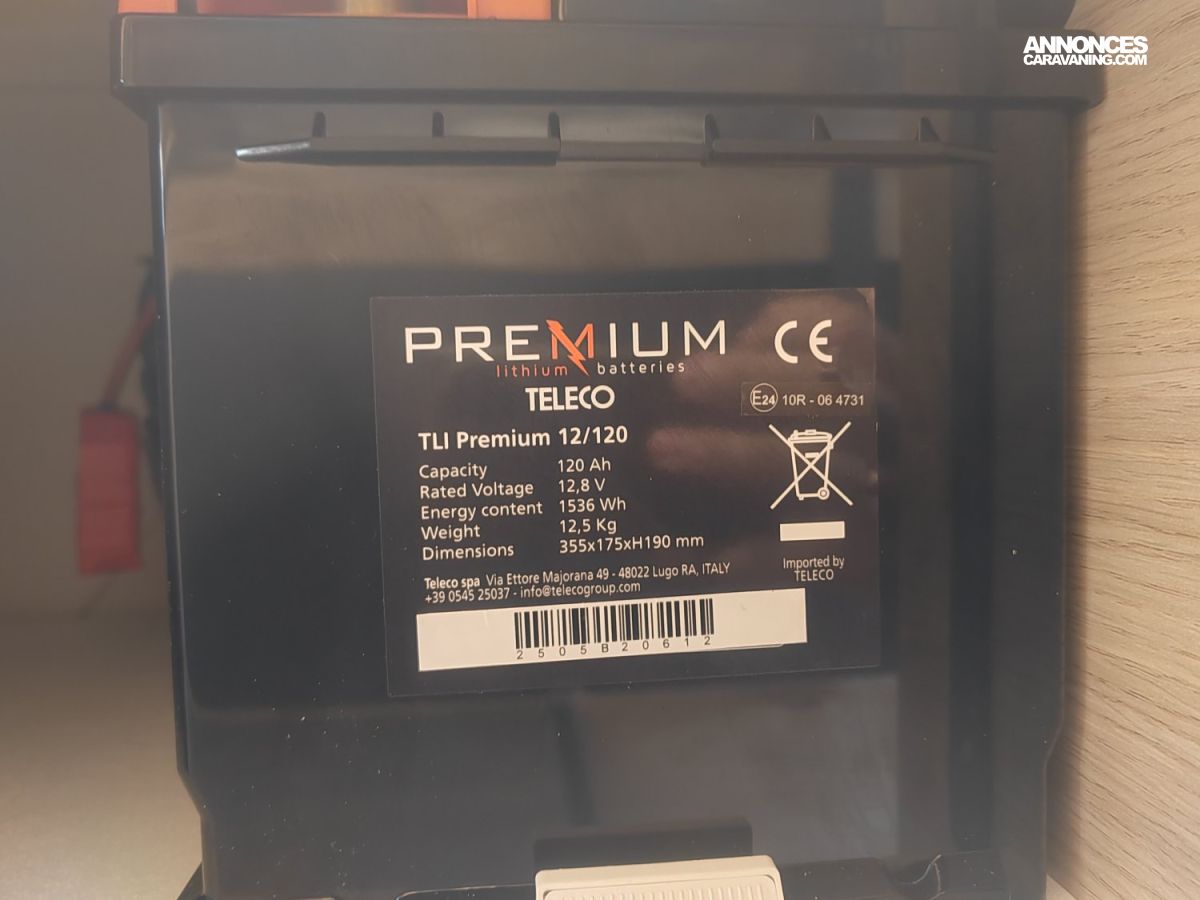 ANNONCES
CARAVANING.COM
PREMIUM
lithium batteries
TELECO
CE
E24 10R - 06 4731
TLI Premium 12/120
Capacity 120 Ah
Rated Voltage 12,8 V
Energy content 1536 Wh
Weight 12,5 Kg
Dimensions 355x175xH190 mm
Imported by
TELECO
Teleco spa Via Ettore Majorana 49 - 48022 Lugo RA, ITALY
+39 0545 25037 - info@telecogroup.com
2505B20612